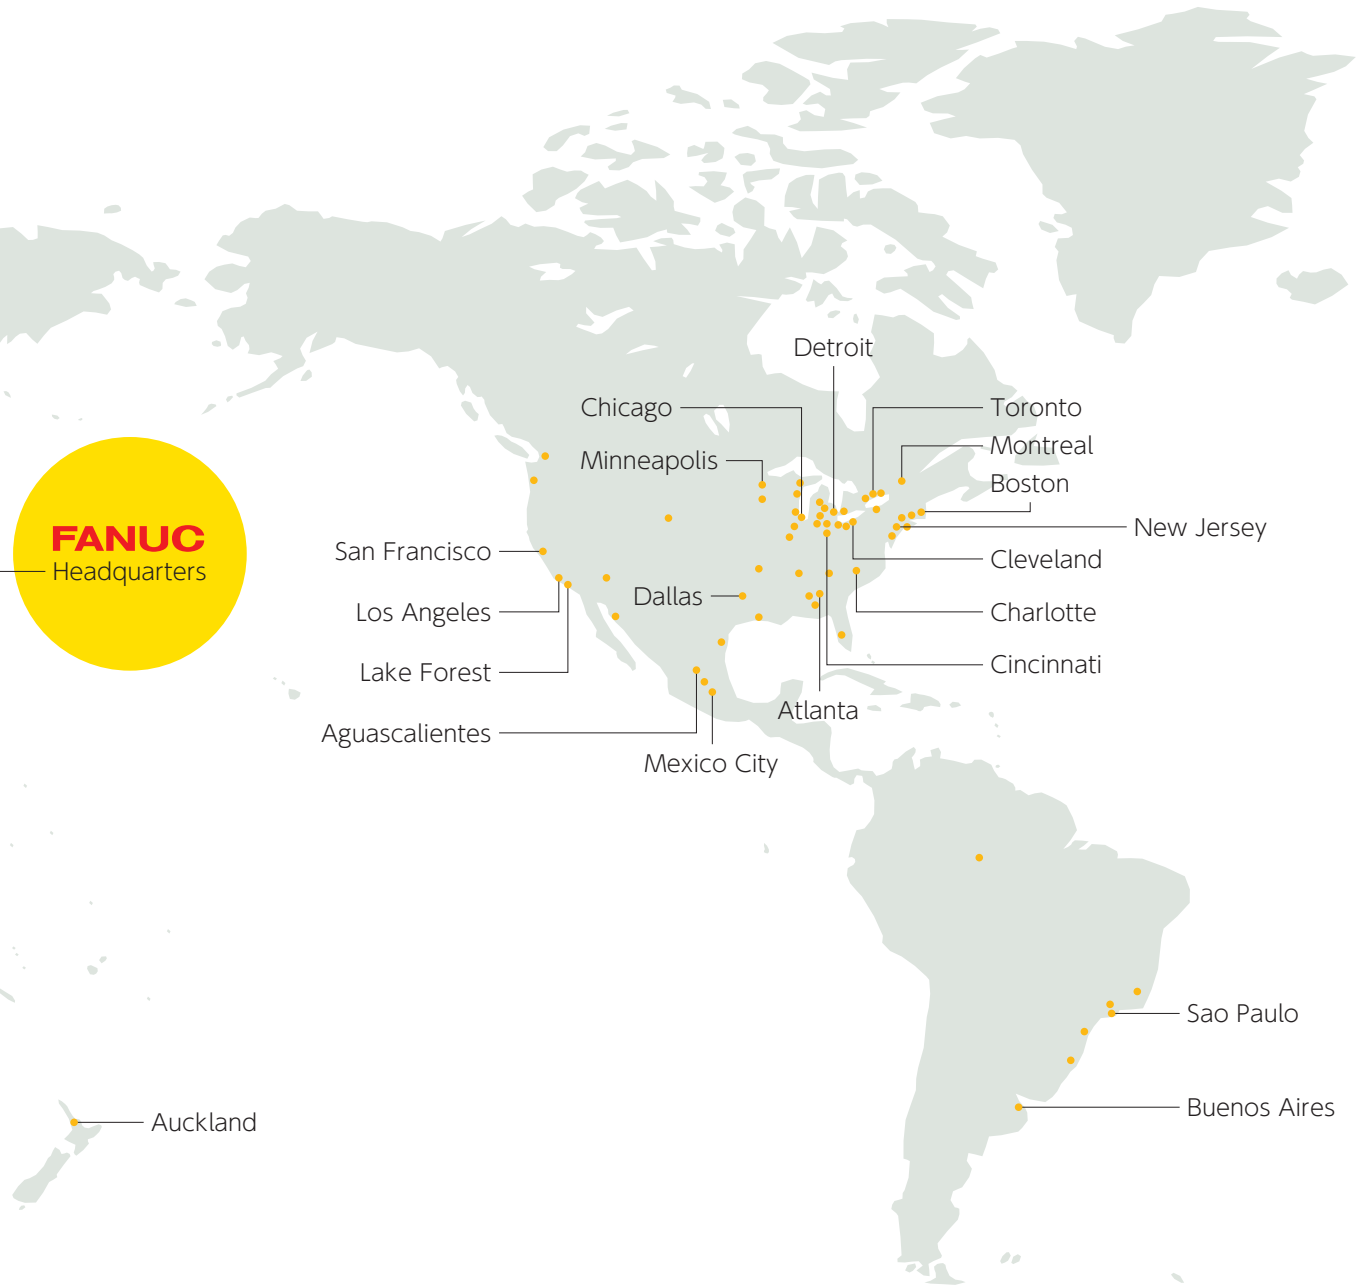 Detroit
Chicago
Toronto
Montreal
Minneapolis
Boston
New Jersey
FANUC
Headquarters
San Francisco
Cleveland
Dallas
Los Angeles
Charlotte
Cincinnati
Lake Forest
Atlanta
Aguascalientes
Mexico City
Sao Paulo
Buenos Aires
Auckland